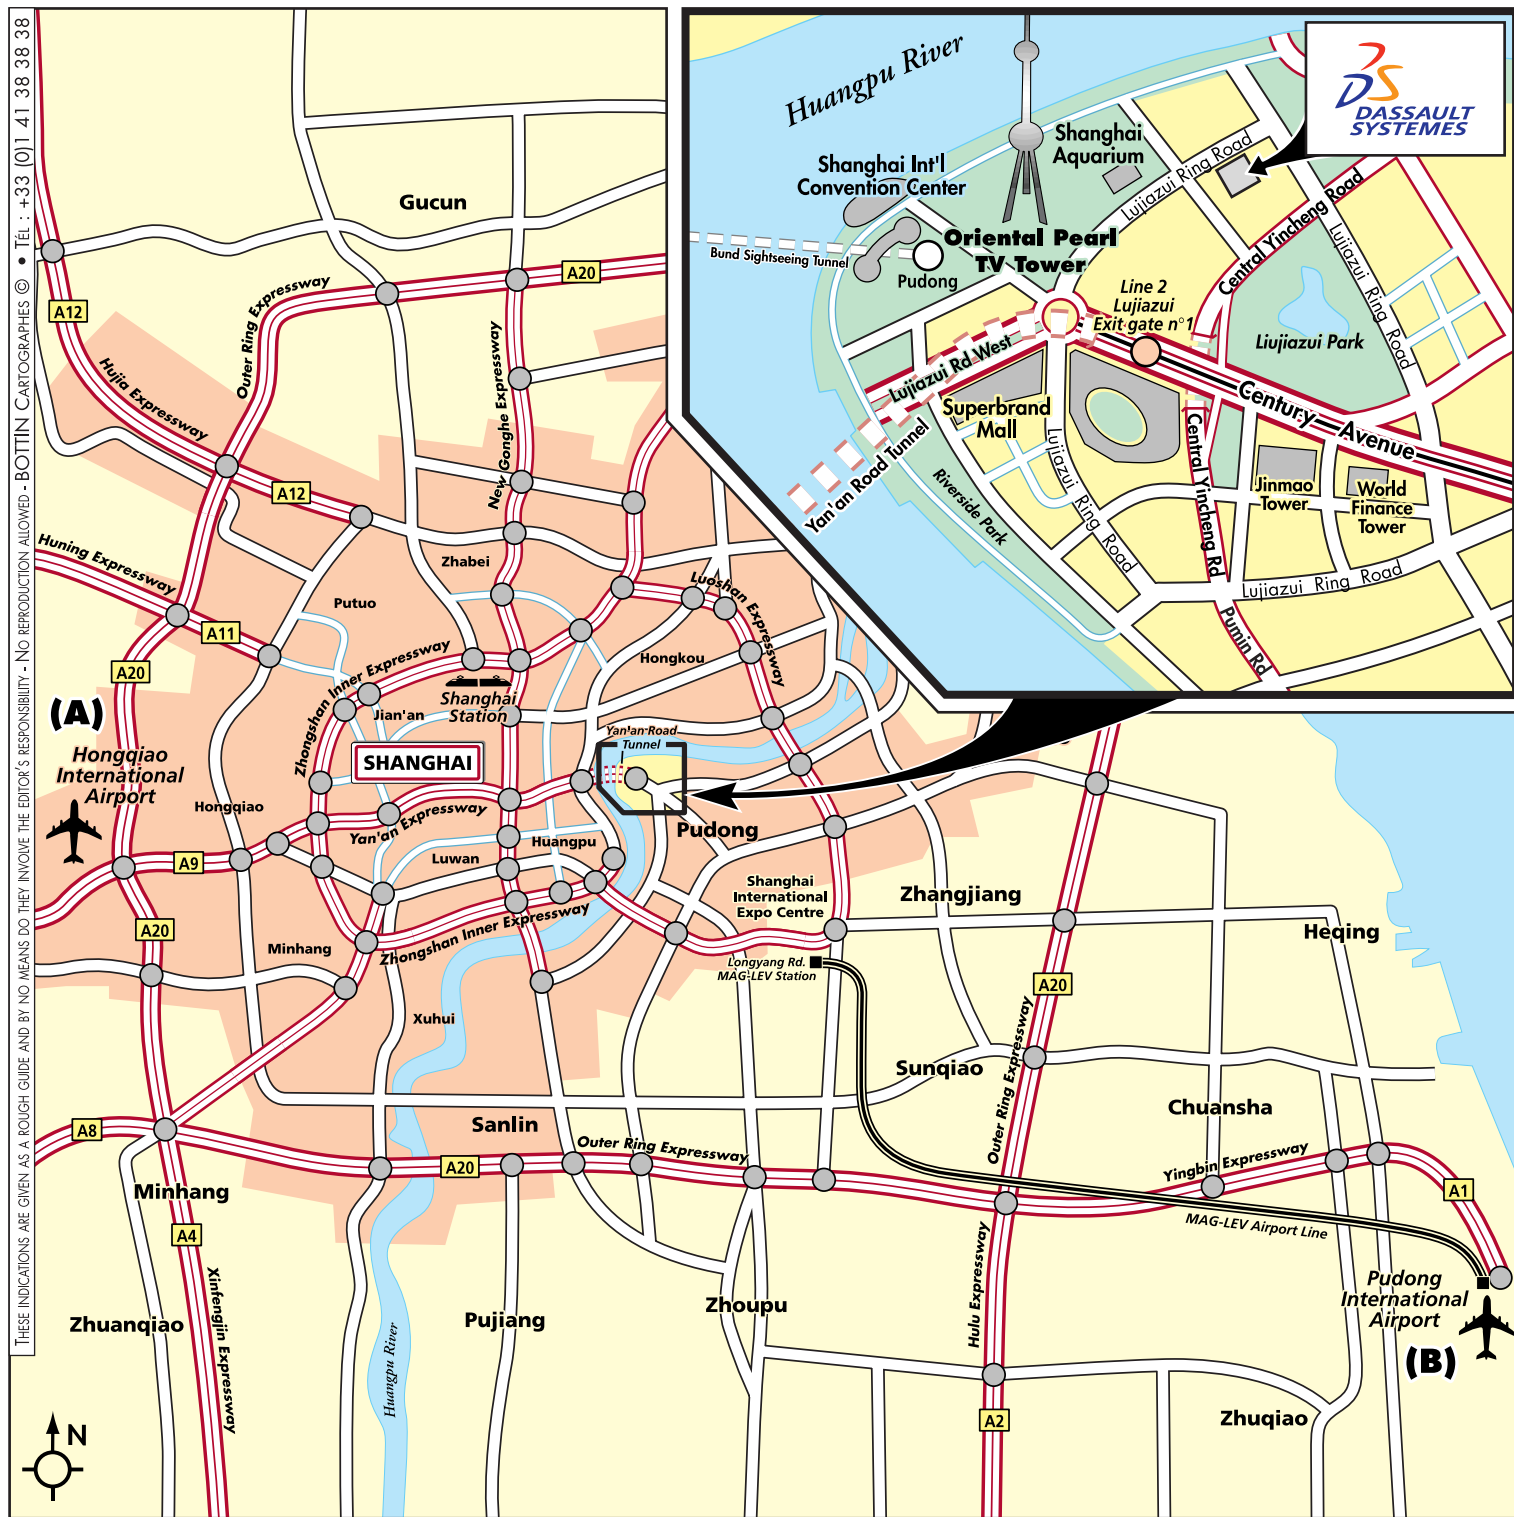 THESE INDICATIONS ARE GIVEN AS A ROUGH GUIDE AND BY NO MEANS DO THEY INVOLVE THE EDITOR'S RESPONSIBILITY - NO REPRODUCTION ALLOWED - BOTTIN CARTOGRAPHES © • TÉL : +33 (0)1 41 38 38 38
Gucun
A20
A12
Outer Ring Expressway
Hujia Expressway
New Gonghe Expressway
A12
Huning Expressway
Zhabei
Luoshan Expressway
Putuo
A11
A20
Hongkou
Zhongshan Inner Expressway
Shanghai
Station
Jian'an
(A)
Hongqiao
International
Airport
SHANGHAI
Yan'an Road
Tunnel
Hongqiao
Yan'an Expressway
Pudong
Huangpu
Luwan
A9
Shanghai
International
Expo Centre
Zhangjiang
A20
Heqing
Minhang
Zhongshan Inner Expressway
Longyang Rd.
MAG-LEV Station
A20
Xuhui
Sunqiao
Outer Ring Expressway
Chuansha
A8
Sanlin
Outer Ring Expressway
A20
Yingbin Expressway
Minhang
A1
A4
MAG-LEV Airport Line
Hulu Expressway
Xinfengjin Expressway
Pudong
International
Airport
(B)
Zhuanqiao
Pujiang
Zhoupu
Huangpu River
A2
Zhuqiao
N
Huangpu River
DASSAULT
SYSTEMES
Shanghai
Aquarium
Shanghai Int'l
Convention Center
Lujiazui Ring Road
Central Yincheng Road
Oriental Pearl
TV Tower
Bund Sightseeing Tunnel
Pudong
Line 2
Lujiazui
Exit gate n°1
Lujiazui Ring Road
Liujiazui Park
Lujiazui Rd West
Superbrand
Mall
Century Avenue
Yan'an Road Tunnel
Lujiazui Ring Road
Central Yincheng Rd
Riverside Park
Jinmao
Tower
World
Finance
Tower
Lujiazui Ring Road
Pumin Rd